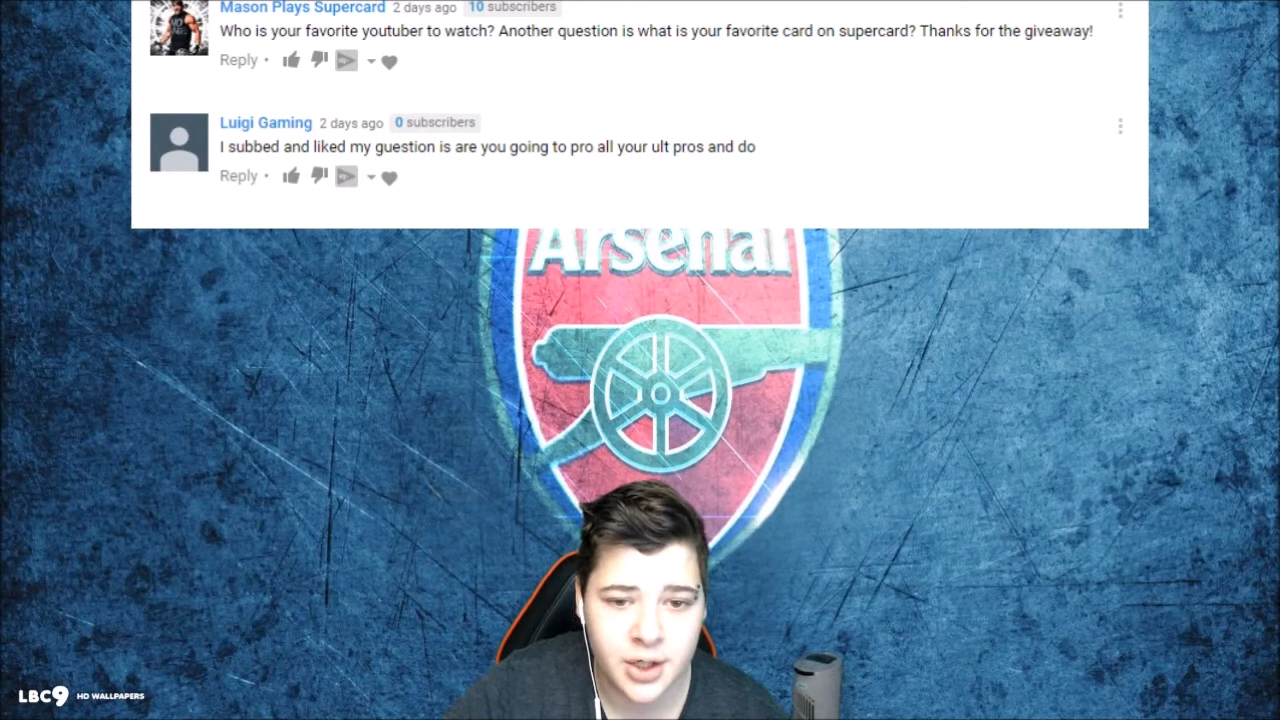 Mason Plays Supercard 2 days ago 10 subscribers
Who is your favorite youtuber to watch? Another question is what is your favorite card on supercard? Thanks for the giveaway!
Reply •
Luigi Gaming 2 days ago 0 subscribers
I subbed and liked my guestion is are you going to pro all your ult pros and do
Reply •
Arsenal
LBC9 HD WALLPAPERS